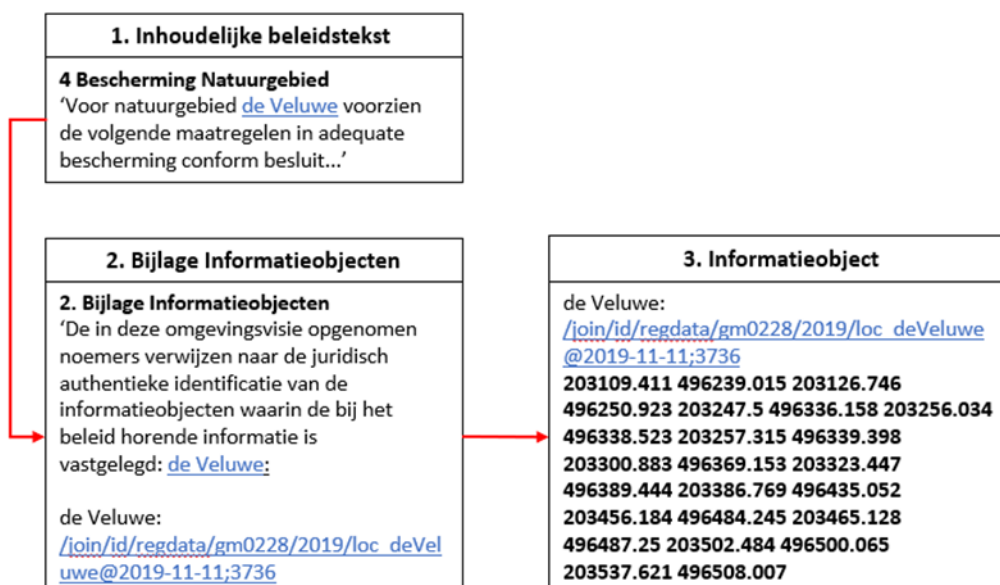 1. Inhoudelijke beleidstekst
4 Bescherming Natuurgebied
‘Voor natuurgebied de Veluwe voorzien
de volgende maatregelen in adequate
bescherming conform besluit...’
2. Bijlage Informatieobjecten
2. Bijlage Informatieobjecten
‘De in deze omgevingsvisie opgenomen
noemers verwijzen naar de juridisch
authentieke identificatie van de
informatieobjecten waarin de bij het
beleid horende informatie is
vastgelegd: de Veluwe:
de Veluwe:
/join/id/regdata/gm0228/2019/loc_deVel
uwe@2019-11-11;3736
3. Informatieobject
de Veluwe:
/join/id/regdata/gm0228/2019/loc_deVeluwe
@2019-11-11;3736
203109.411 496239.015 203126.746
496250.923 203247.5 496336.158 203256.034
496338.523 203257.315 496339.398
203300.883 496369.153 203323.447
496389.444 203386.769 496435.052
203456.184 496484.245 203465.128
496487.25 203502.484 496500.065
203537.621 496508.007